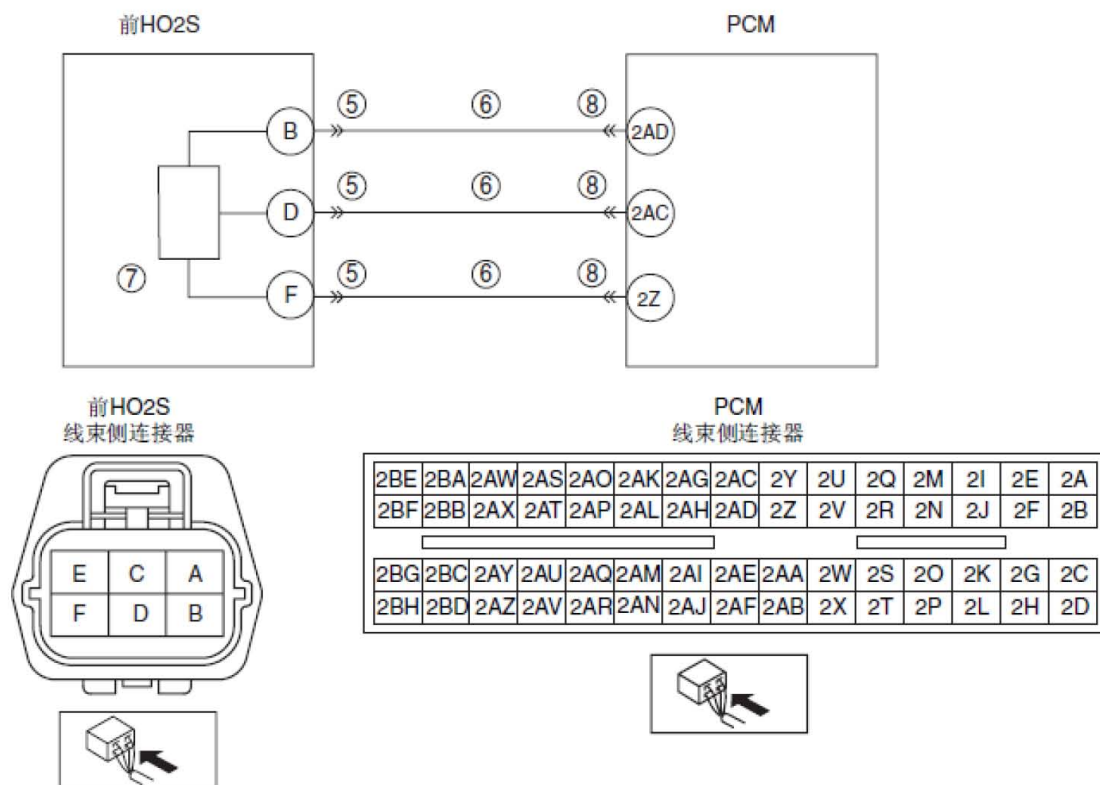 前HO2S PCM
⑤ ⑥ ⑧
B 2AD
⑤ ⑥ ⑧
D 2AC
⑦ ⑤ ⑥ ⑧
F 2Z
前HO2S
线束侧连接器
E C A
F D B
PCM
线束侧连接器
2BE 2BA 2AW 2AS 2AO 2AK 2AG 2AC 2Y 2U 2Q 2M 2I 2E 2A
2BF 2BB 2AX 2AT 2AP 2AL 2AH 2AD 2Z 2V 2R 2N 2J 2F 2B
2BG 2BC 2AY 2AU 2AQ 2AM 2AI 2AE 2AA 2W 2S 2O 2K 2G 2C
2BH 2BD 2AZ 2AV 2AR 2AN 2AJ 2AF 2AB 2X 2T 2P 2L 2H 2D